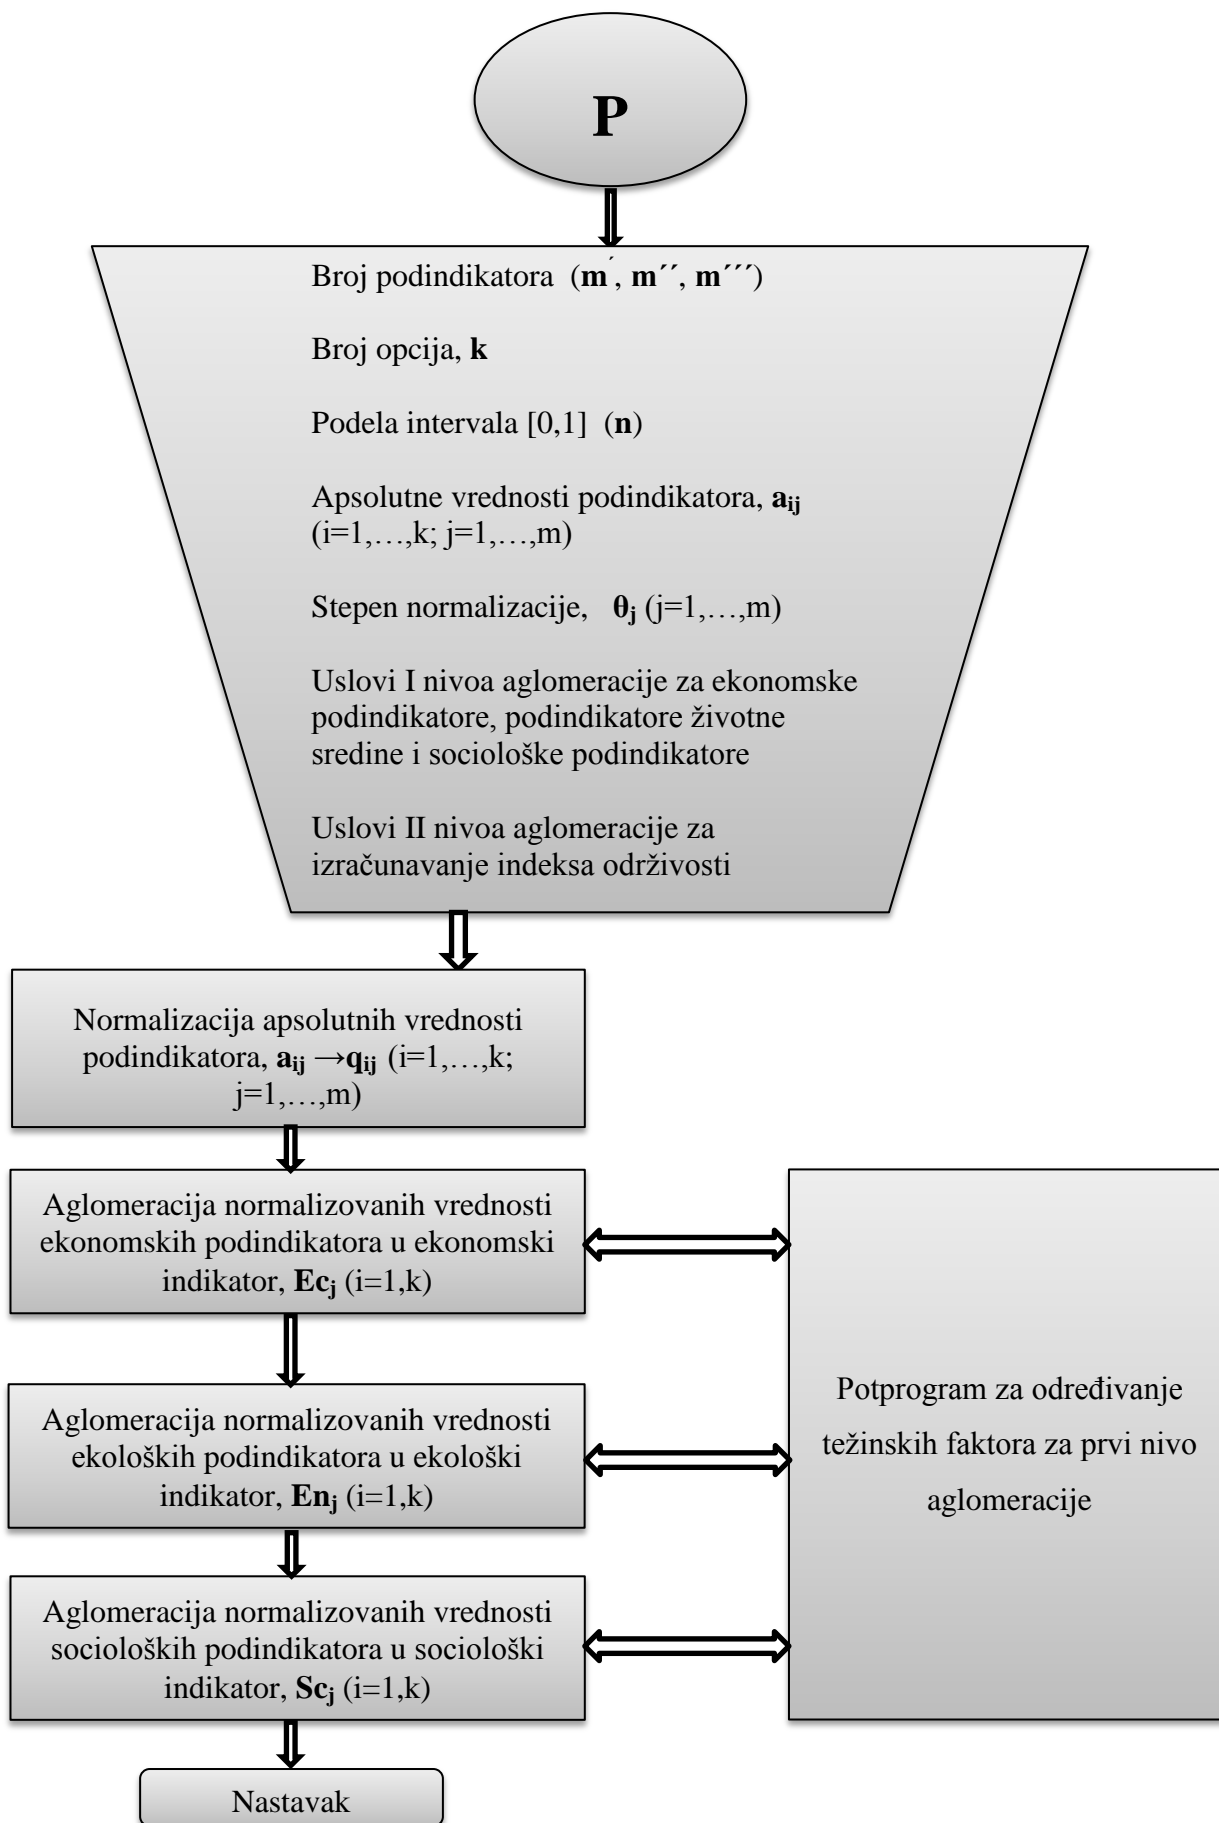 P
Broj podindikatora (m´, m´´, m´´´)
Broj opcija, k
Podela intervala [0,1] (n)
Apsolutne vrednosti podindikatora, aij
(i=1,…,k; j=1,…,m)
Stepen normalizacije, θj (j=1,…,m)
Uslovi I nivoa aglomeracije za ekonomske
podindikatore, podindikatore životne
sredine i sociološke podindikatore
Uslovi II nivoa aglomeracije za
izračunavanje indeksa održivosti
Normalizacija apsolutnih vrednosti
podindikatora, aij →qij (i=1,…,k;
j=1,…,m)
Aglomeracija normalizovanih vrednosti
ekonomskih podindikatora u ekonomski
indikator, Ecj (i=1,k)
Aglomeracija normalizovanih vrednosti
ekoloških podindikatora u ekološki
indikator, Enj (i=1,k)
Aglomeracija normalizovanih vrednosti
socioloških podindikatora u sociološki
indikator, Scj (i=1,k)
Potprogram za određivanje
težinskih faktora za prvi nivo
aglomeracije
Nastavak